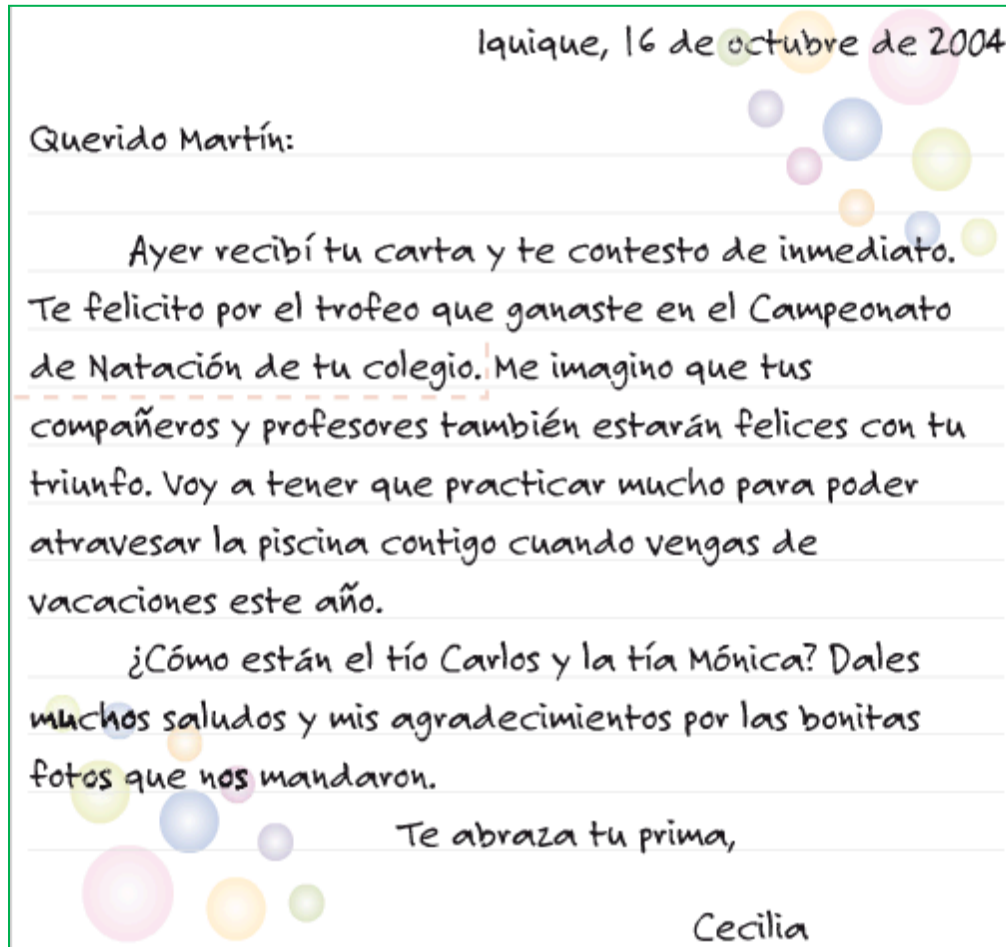 Iquique, 16 de octubre de 2004
Querido Martín:
Ayer recibí tu carta y te contesto de inmediato.
Te felicito por el trofeo que ganaste en el Campeonato
de Natación de tu colegio. Me imagino que tus
compañeros y profesores también estarán felices con tu
triunfo. Voy a tener que practicar mucho para poder
atravesar la piscina contigo cuando vengas de
vacaciones este año.
¿Cómo están el tío Carlos y la tía Mónica? Dales
muchos saludos y mis agradecimientos por las bonitas
fotos que nos mandaron.
Te abraza tu prima,
Cecilia